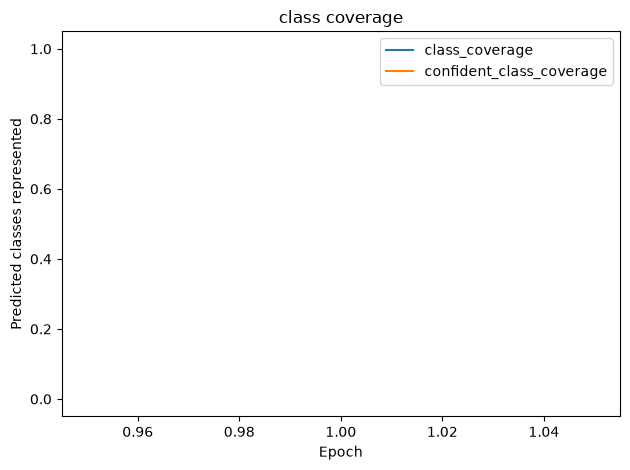 class coverage
class_coverage
confident_class_coverage
Predicted classes represented
1.0
0.8
0.6
0.4
0.2
0.0
0.96 0.98 1.00 1.02 1.04
Epoch